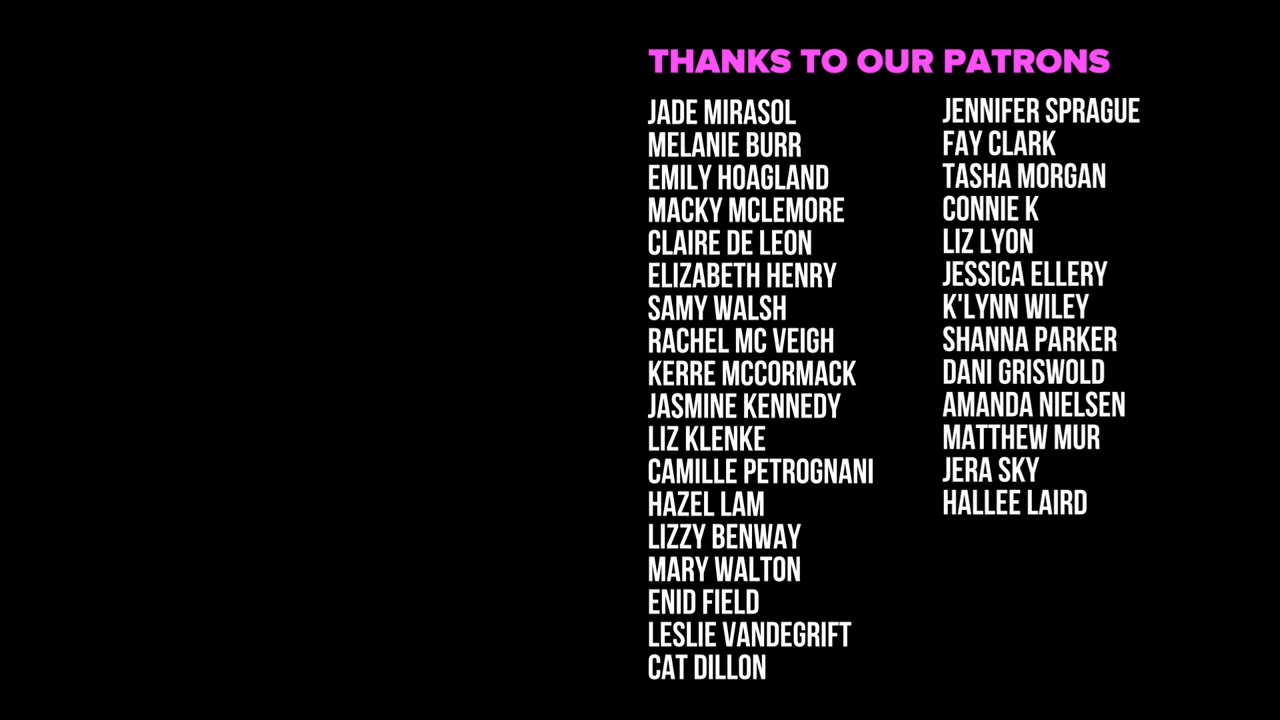 THANKS TO OUR PATRONS
JADE MIRASOL
MELANIE BURR
EMILY HOAGLAND
MACKY MCLEMORE
CLAIRE DE LEON
ELIZABETH HENRY
SAMY WALSH
RACHEL MC VEIGH
KERRE MCCORMACK
JASMINE KENNEDY
LIZ KLENKE
CAMILLE PETROGNANI
HAZEL LAM
LIZZY BENWAY
MARY WALTON
ENID FIELD
LESLIE VANDEGRIFT
CAT DILLON
JENNIFER SPRAGUE
FAY CLARK
TASHA MORGAN
CONNIE K
LIZ LYON
JESSICA ELLERY
K'LYNN WILEY
SHANNA PARKER
DANI GRISWOLD
AMANDA NIELSEN
MATTHEW MUR
JERA SKY
HALLEE LAIRD